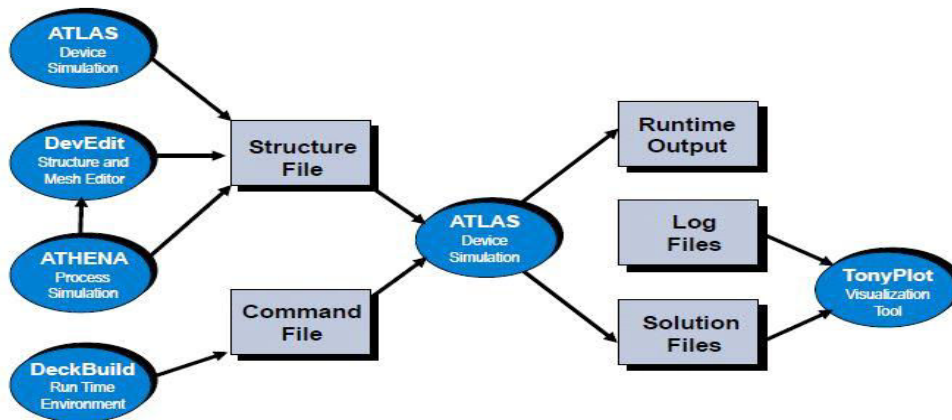 ATLAS
Device
Simulation
DevEdit
Structure and
Mesh Editor
ATHENA
Process
Simulation
DeckBuild
Run Time
Environment
Structure
File
Command
File
ATLAS
Device
Simulation
Runtime
Output
Log
Files
Solution
Files
TonyPlot
Visualization
Tool